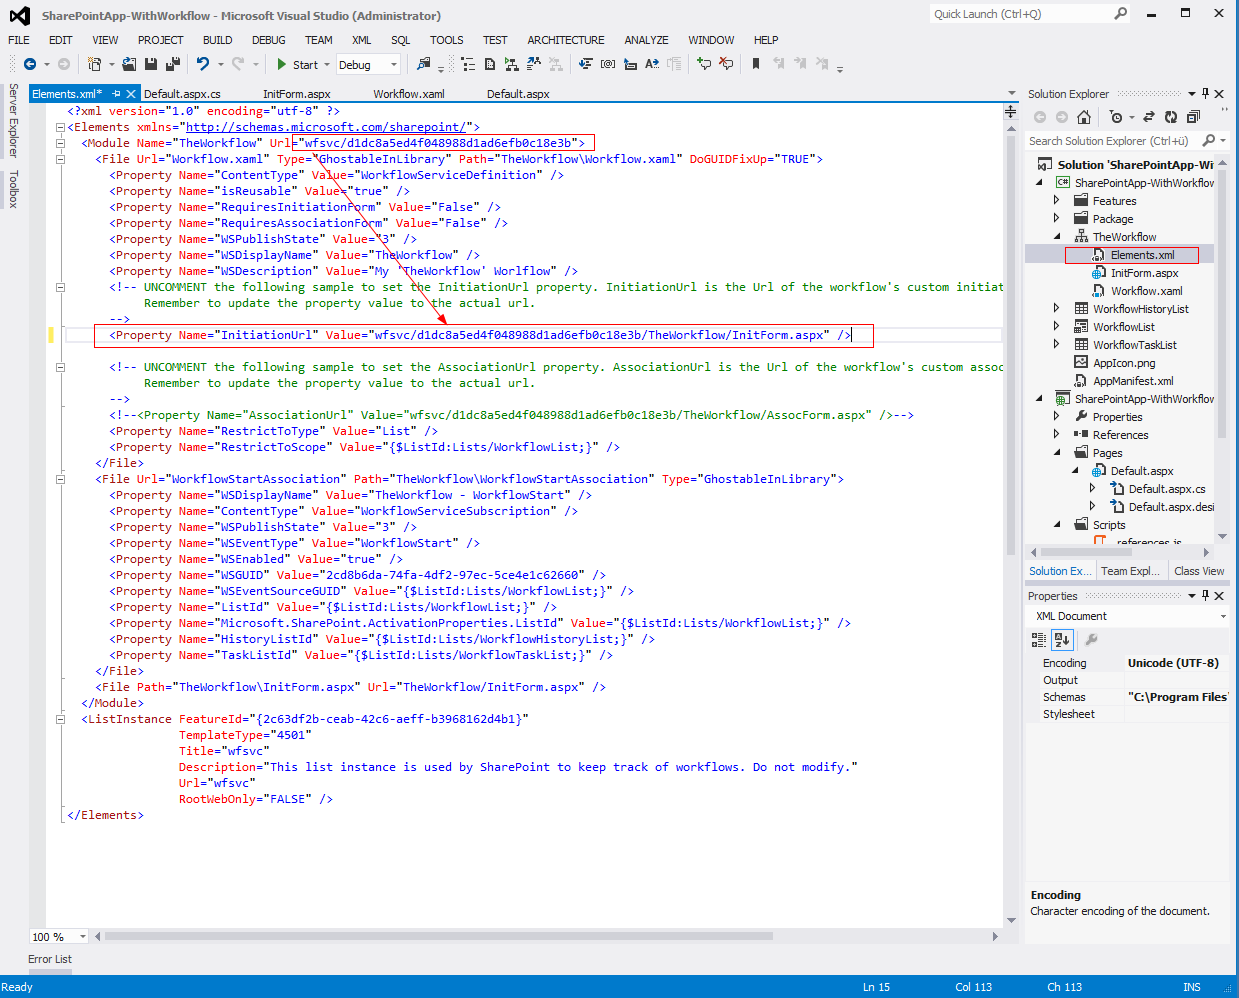 SharePointApp-WithWorkflow - Microsoft Visual Studio (Administrator)
Quick Launch (Ctrl+Q)
FILE EDIT VIEW PROJECT BUILD DEBUG TEAM XML SQL TOOLS TEST ARCHITECTURE ANALYZE WINDOW HELP
Start Debug
Server Explorer
Toolbox
Elements.xml* Default.aspx.cs InitForm.aspx Workflow.xaml Default.aspx
<?xml version="1.0" encoding="utf-8" ?>
<Elements xmlns="http://schemas.microsoft.com/sharepoint/">
<Module Name="TheWorkflow" Url="wfsvc/d1dc8a5ed4f048988d1ad6efb0c18e3b">
<File Url="Workflow.xaml" Type="GhostableInLibrary" Path="TheWorkflow\Workflow.xaml" DoGUIDFixUp="TRUE">
<Property Name="ContentType" Value="WorkflowServiceDefinition" />
<Property Name="isReusable" Value="true" />
<Property Name="RequiresInitiationForm" Value="False" />
<Property Name="RequiresAssociationForm" Value="False" />
<Property Name="WSPublishState" Value="3" />
<Property Name="WSDisplayName" Value="TheWorkflow" />
<Property Name="WSDescription" Value="My 'TheWorkflow' Worlflow" />
<!-- UNCOMMENT the following sample to set the InitiationUrl property. InitiationUrl is the Url of the workflow's custom initiat
Remember to update the property value to the actual url.
-->
<Property Name="InitiationUrl" Value="wfsvc/d1dc8a5ed4f048988d1ad6efb0c18e3b/TheWorkflow/InitForm.aspx" />
<!-- UNCOMMENT the following sample to set the AssociationUrl property. AssociationUrl is the Url of the workflow's custom assoc
Remember to update the property value to the actual url.
-->
<!--<Property Name="AssociationUrl" Value="wfsvc/d1dc8a5ed4f048988d1ad6efb0c18e3b/TheWorkflow/AssocForm.aspx" />-->
<Property Name="RestrictToType" Value="List" />
<Property Name="RestrictToScope" Value="{$ListId:Lists/WorkflowList;}" />
</File>
<File Url="WorkflowStartAssociation" Path="TheWorkflow\WorkflowStartAssociation" Type="GhostableInLibrary">
<Property Name="WSDisplayName" Value="TheWorkflow - WorkflowStart" />
<Property Name="ContentType" Value="WorkflowServiceSubscription" />
<Property Name="WSPublishState" Value="3" />
<Property Name="WSEventType" Value="WorkflowStart" />
<Property Name="WSEnabled" Value="true" />
<Property Name="WSGUID" Value="2cd8b6da-74fa-4df2-97ec-5ce4e1c62660" />
<Property Name="WSEventSourceGUID" Value="{$ListId:Lists/WorkflowList;}" />
<Property Name="ListId" Value="{$ListId:Lists/WorkflowList;}" />
<Property Name="Microsoft.SharePoint.ActivationProperties.ListId" Value="{$ListId:Lists/WorkflowList;}" />
<Property Name="HistoryListId" Value="{$ListId:Lists/WorkflowHistoryList;}" />
<Property Name="TaskListId" Value="{$ListId:Lists/WorkflowTaskList;}" />
</File>
<File Path="TheWorkflow\InitForm.aspx" Url="TheWorkflow/InitForm.aspx" />
</Module>
<ListInstance FeatureId="{2c63df2b-ceab-42c6-aeff-b3968162d4b1}"
TemplateType="4501"
Title="wfsvc"
Description="This list instance is used by SharePoint to keep track of workflows. Do not modify."
Url="wfsvc"
RootWebOnly="FALSE" />
</Elements>
100 %
Error List
Solution Explorer
Search Solution Explorer (Ctrl+ü)
Solution 'SharePointApp-Wi
SharePointApp-WithWorkflow
Features
Package
TheWorkflow
Elements.xml
InitForm.aspx
Workflow.xaml
WorkflowHistoryList
WorkflowList
WorkflowTaskList
AppIcon.png
AppManifest.xml
SharePointApp-WithWorkflow
Properties
References
Pages
Default.aspx
Default.aspx.cs
Default.aspx.desi
Scripts
_references.js
Solution Ex... Team Expl... Class View
Properties
XML Document
Encoding Unicode (UTF-8)
Output
Schemas "C:\Program Files
Stylesheet
Encoding
Character encoding of the document.
Ready Ln 15 Col 113 Ch 113 INS